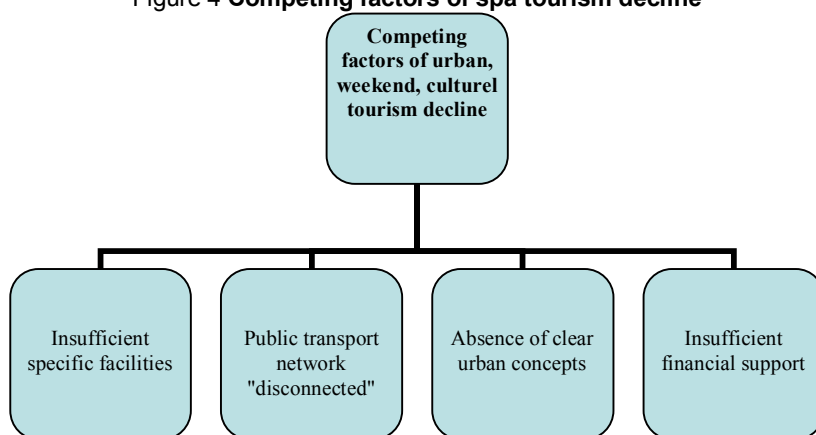 Figure 4 Competing factors of spa tourism decline
Competing
factors of urban,
weekend, culturel
tourism decline
Insufficient
specific facilities
Public transport
network
"disconnected"
Absence of clear
urban concepts
Insufficient
financial support